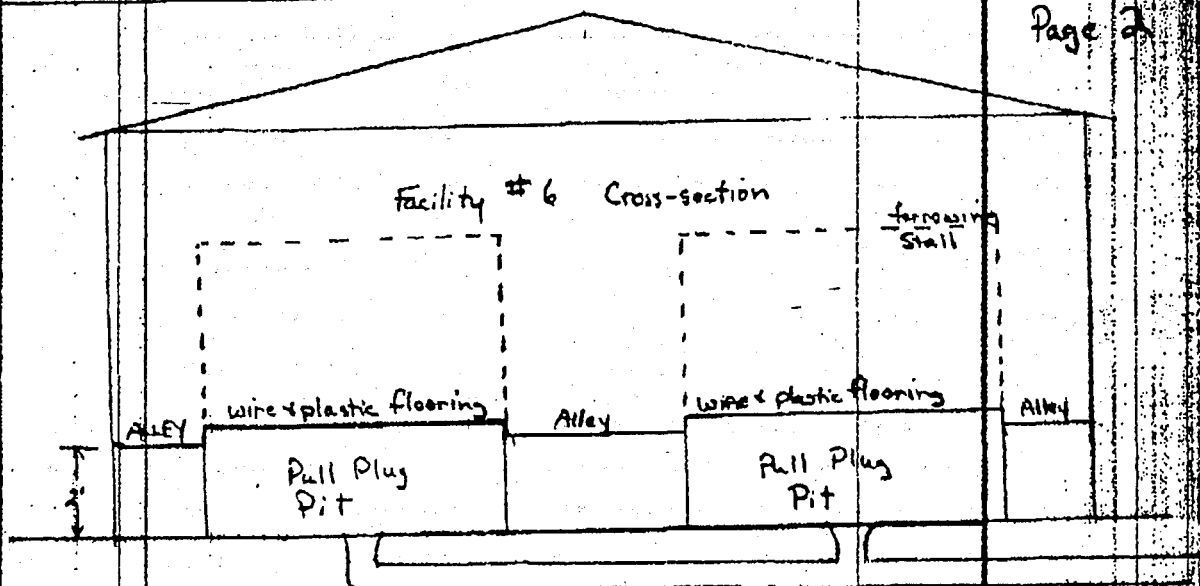 Page 2
Facility #6 Cross-section
farrowing
Stall
wire & plastic flooring
wire & plastic flooring
ALLEY
Alley
Alley
Pull Plug
Pit
Pull Plug
Pit
2'